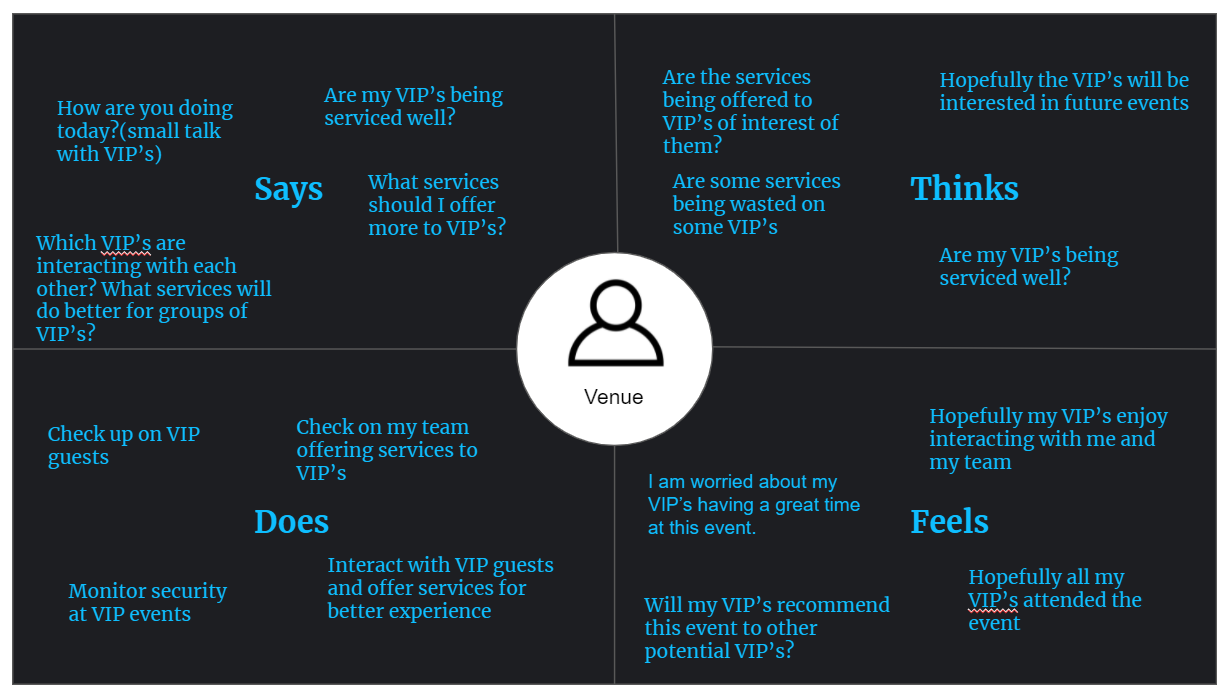 How are you doing
today?(small talk
with VIP’s)
Are my VIP’s being
serviced well?
Says
What services
should I offer
more to VIP’s?
Which VIP’s are
interacting with each
other? What services will
do better for groups of
VIP’s?
Are the services
being offered to
VIP’s of interest of
them?
Hopefully the VIP’s will be
interested in future events
Are some services
being wasted on
some VIP’s
Thinks
Are my VIP’s being
serviced well?
Venue
Check up on VIP
guests
Check on my team
offering services to
VIP’s
Does
Monitor security
at VIP events
Interact with VIP guests
and offer services for
better experience
Hopefully my VIP’s enjoy
interacting with me and
my team
I am worried about my
VIP’s having a great time
at this event.
Feels
Will my VIP’s recommend
this event to other
potential VIP’s?
Hopefully all my
VIP’s attended the
event